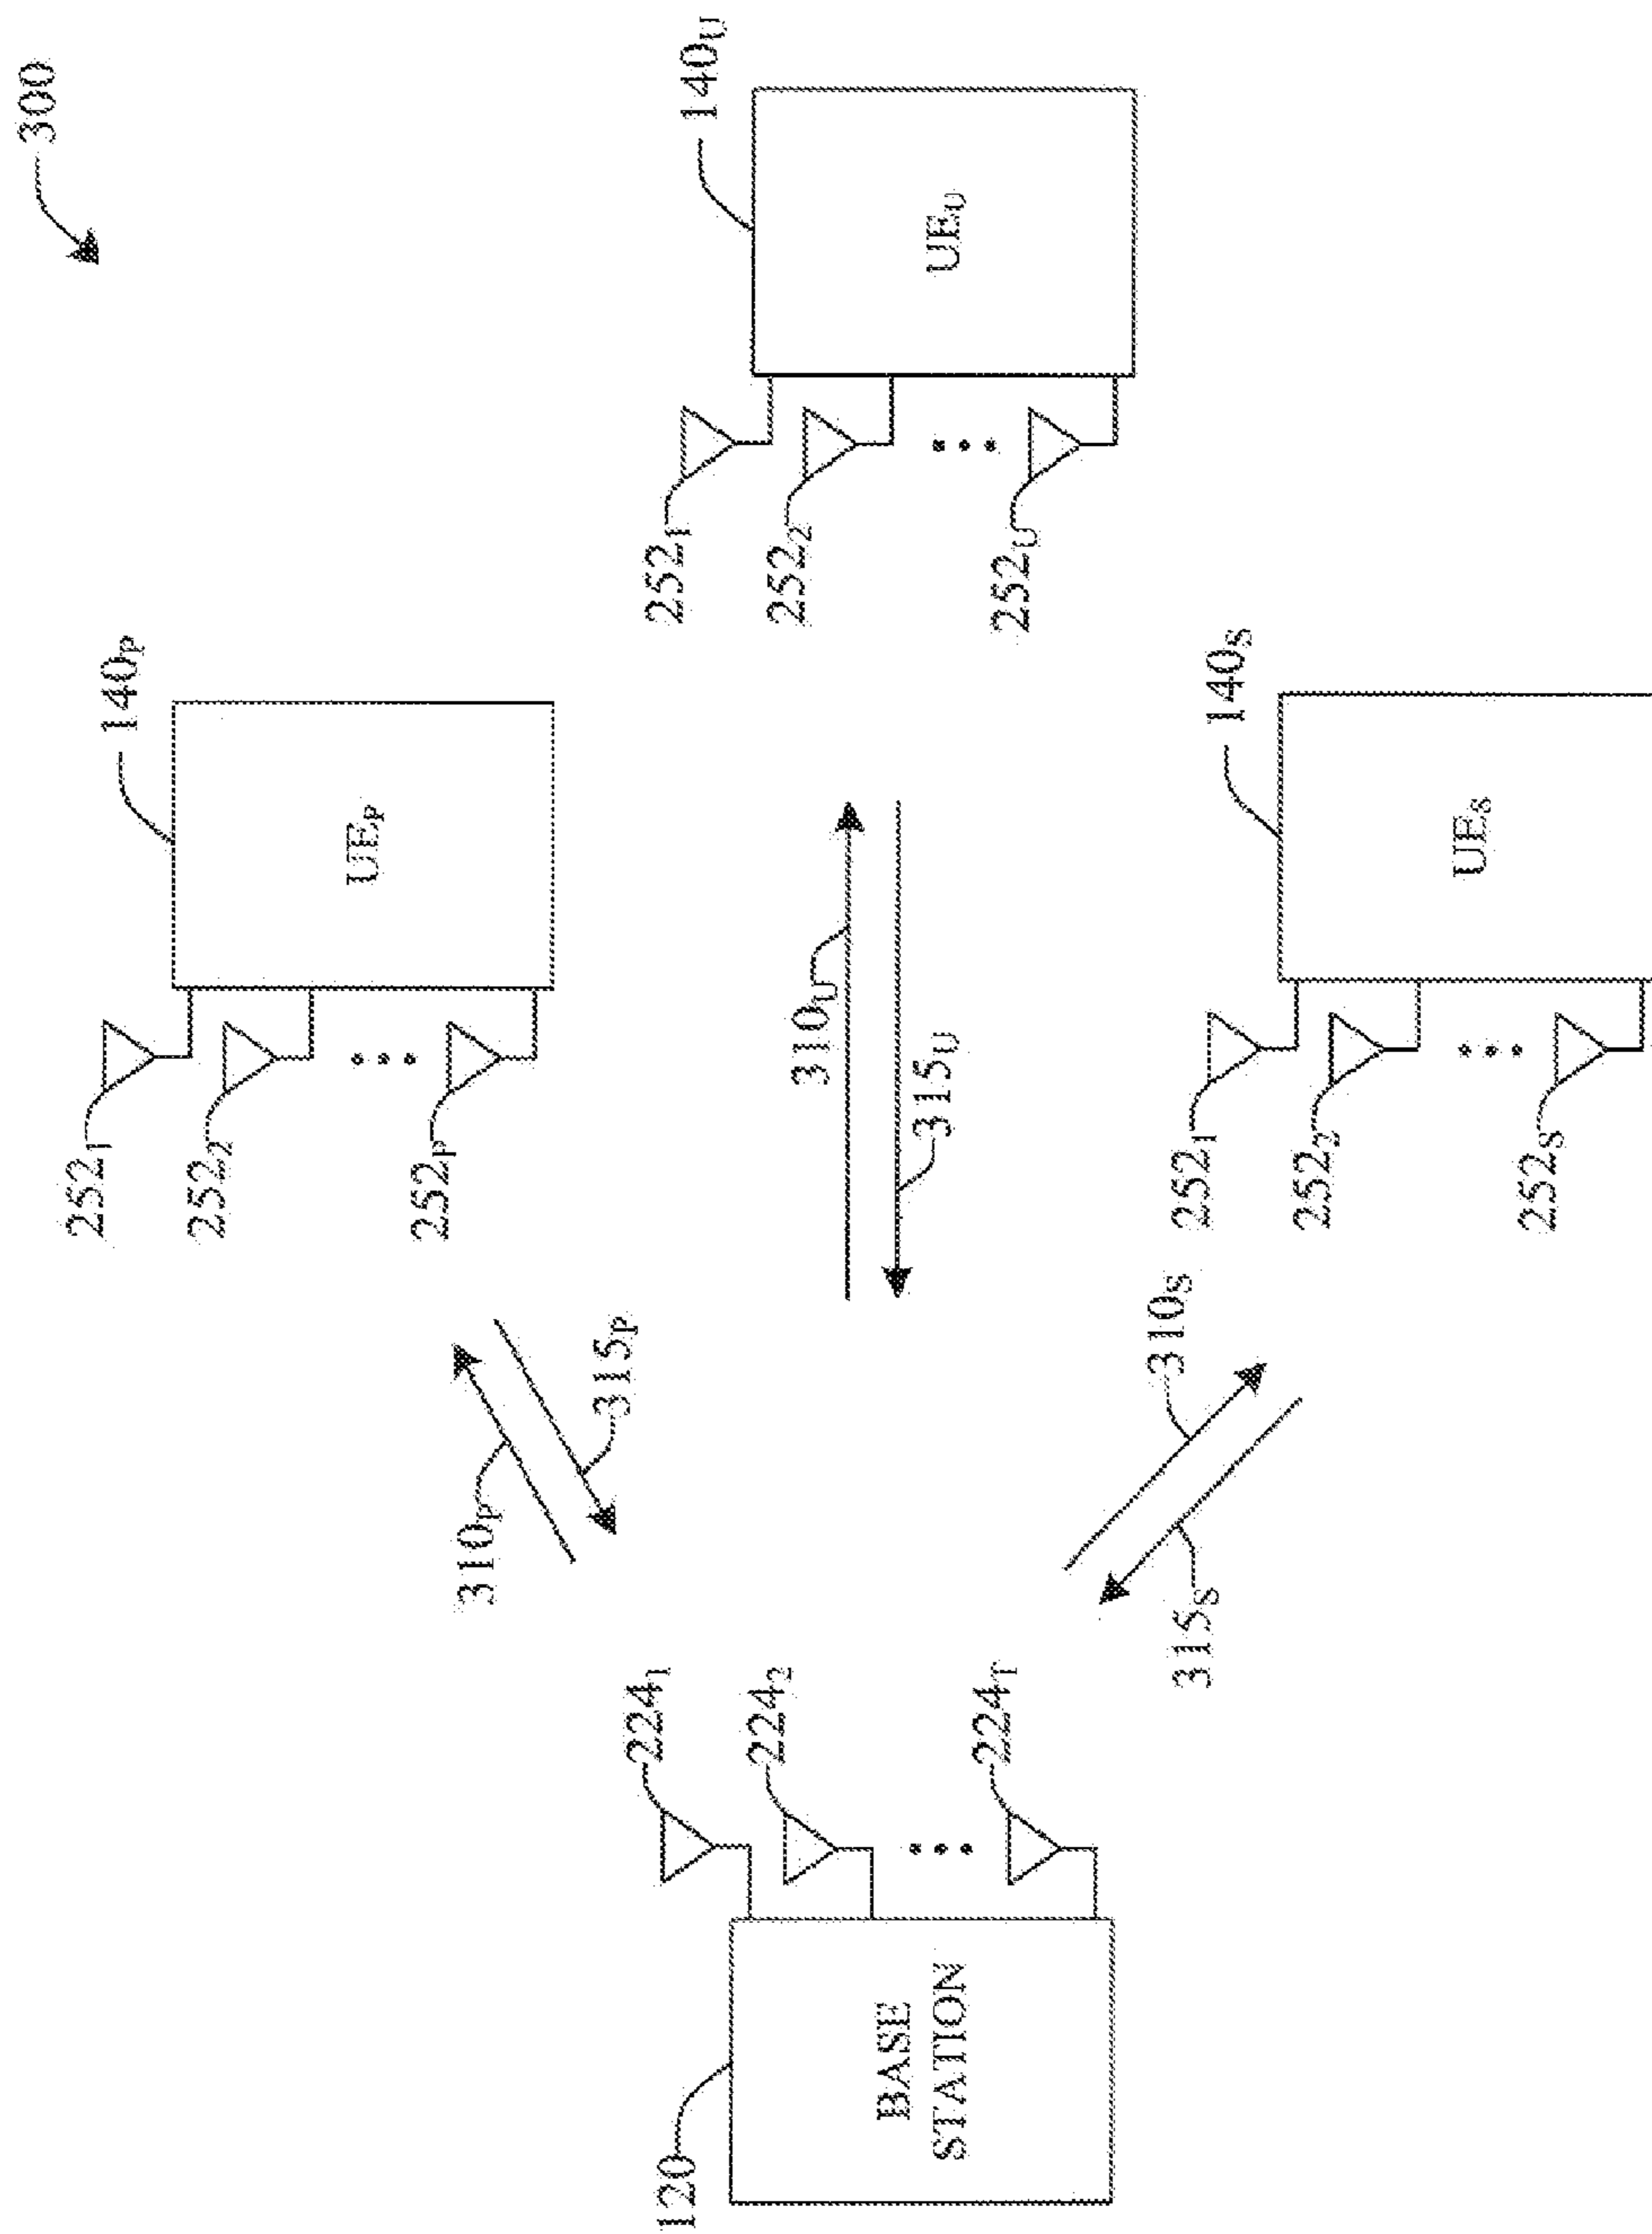 300
140P
UEP
252₁
252₂
252P
140U
UEU
252₁
252₂
252U
310P
315P
310U
315U
224₁
224₂
224T
120
BASE
STATION
310S
315S
140S
UES
252₁
252₂
252S